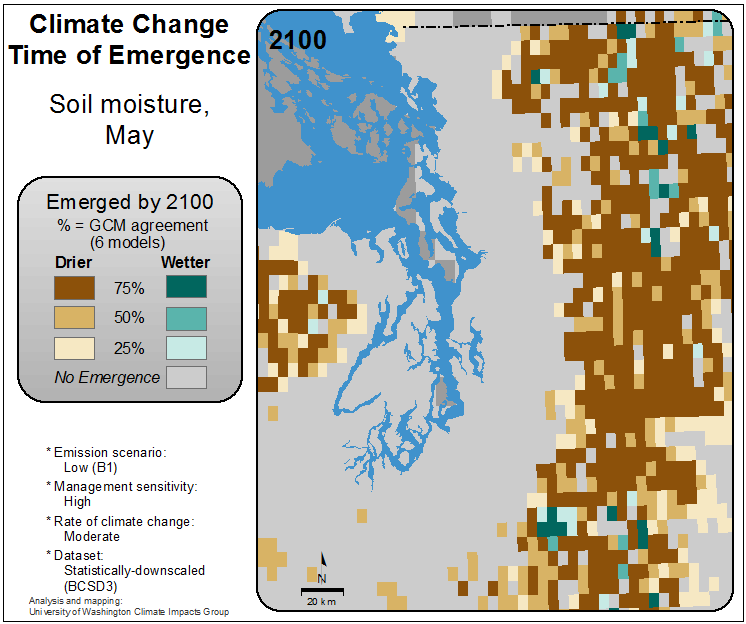 Climate Change
Time of Emergence
Soil moisture,
May
Emerged by 2100
% = GCM agreement
(6 models)
Drier Wetter
75%
50%
25%
No Emergence
* Emission scenario:
Low (B1)
* Management sensitivity:
High
* Rate of climate change:
Moderate
* Dataset:
Statistically-downscaled
(BCSD3)
Analysis and mapping:
University of Washington Climate Impacts Group
2100
N
20 km